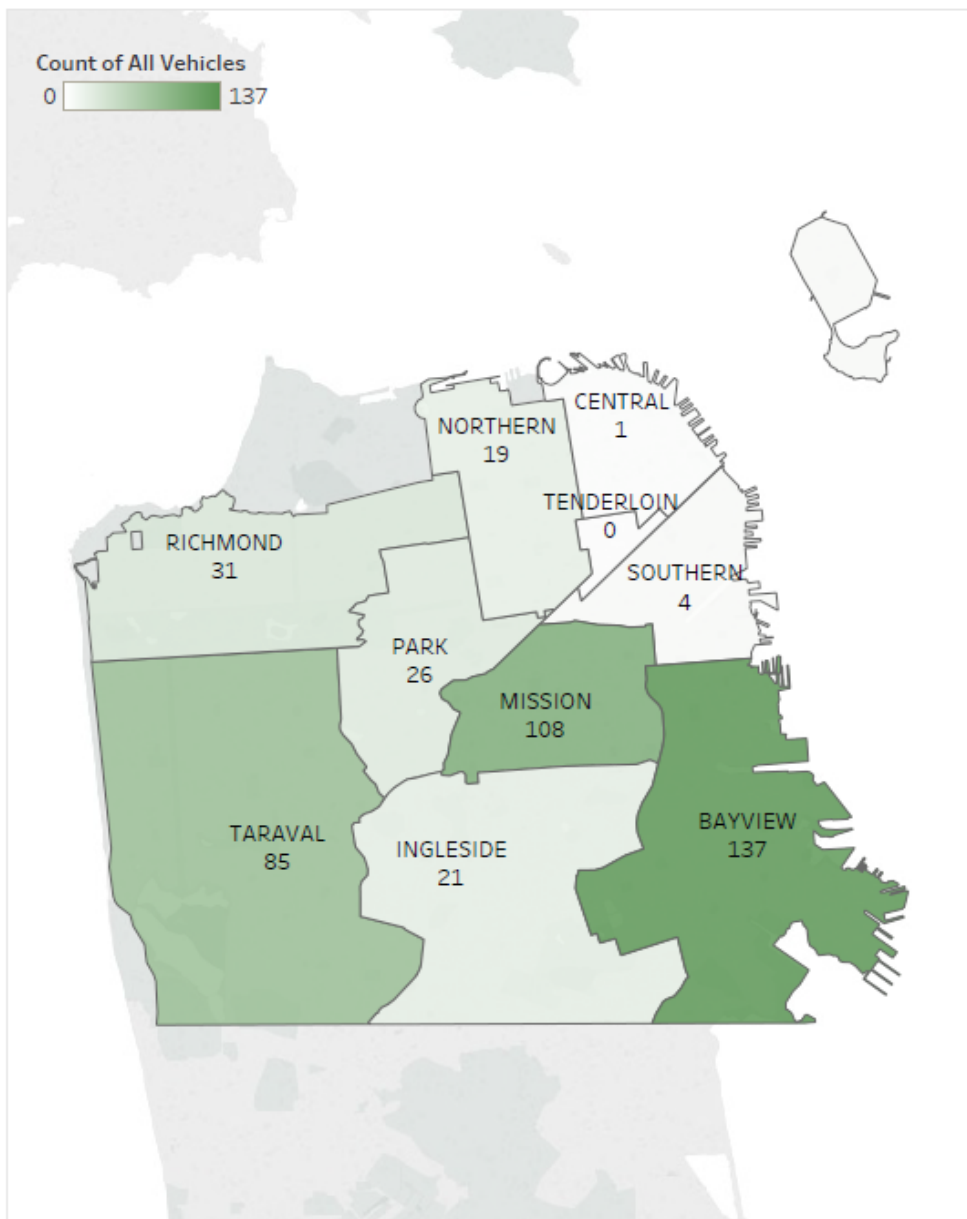 Count of All Vehicles
0 137
CENTRAL
1
NORTHERN
19
TENDERLOIN
0
RICHMOND
31
SOUTHERN
4
PARK
26
MISSION
108
BAYVIEW
137
TARAVAL
85
INGLESIDE
21